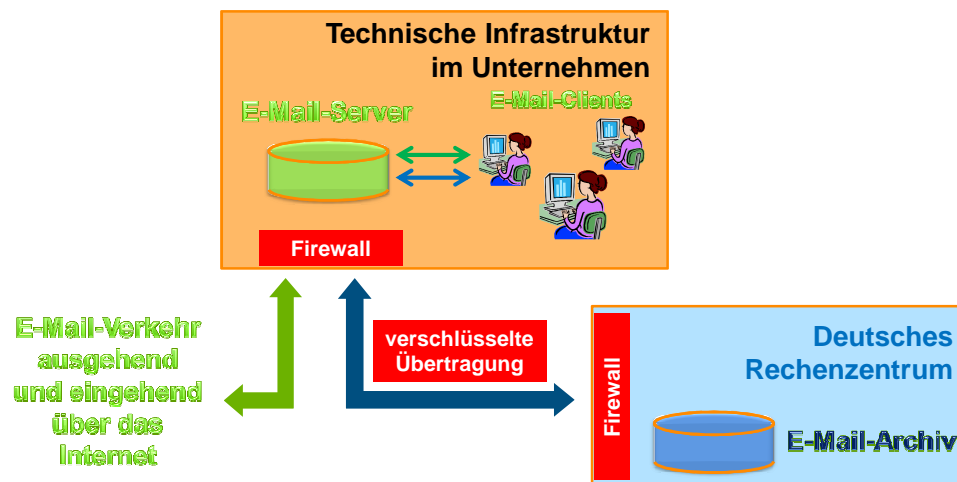 Technische Infrastruktur
im Unternehmen
E-Mail-Server
E-Mail-Clients
Firewall
E-Mail-Verkehr
ausgehend
und eingehend
über das
Internet
verschlüsselte
Übertragung
Firewall
Deutsches
Rechenzentrum
E-Mail-Archiv